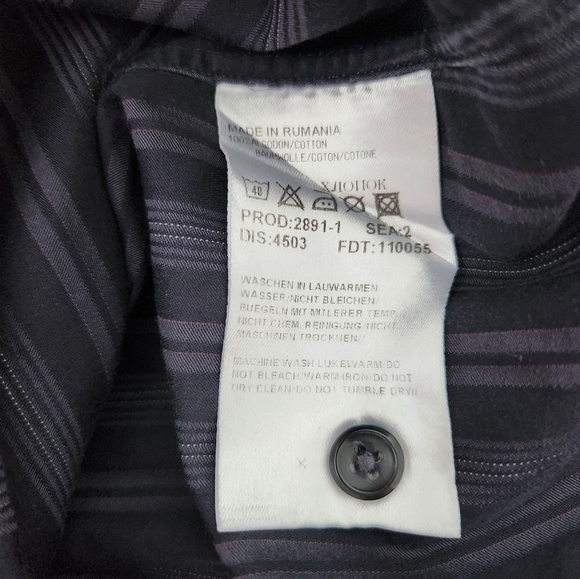 MADE IN RUMANIA
100%ALGODON/COTTON
BAUMWOLLE/COTON/COTONE
ХЛОПОК
40
PROD:2891-1 SEA:2
DIS:4503 FDT:110055
WASCHEN IN LAUWARMEN
WASSER/NICHT BLEICHEN/
BUEGELN MIT MITLERER TEMP./
NICHT CHEM. REINIGUNG/NICHT
MASCHINEN TROCKNEN/
MACHINE WASH LUKEWARM/DO
NOT BLEACH/WARM IRON/DO NOT
DRY CLEAN/DO NOT TUMBLE DRY/